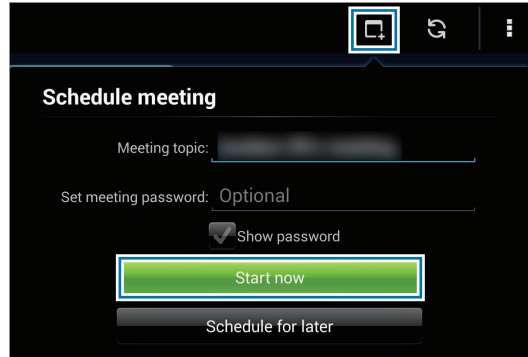 Schedule meeting
Meeting topic:
Set meeting password: Optional
Show password
Start now
Schedule for later